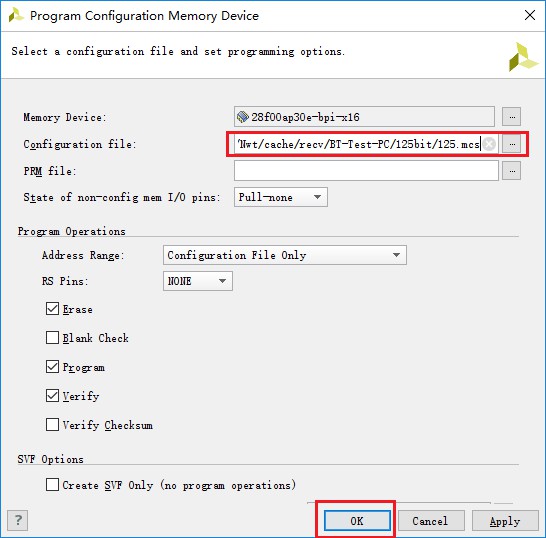 Program Configuration Memory Device
Select a configuration file and set programming options.
Memory Device: 28f00ap30e-bpi-x16 ...
Configuration file: 'Nwt/cache/recv/BT-Test-PC/125bit/125.mcs ...
PRM file: ...
State of non-config mem I/O pins: Pull-none
Program Operations
Address Range: Configuration File Only
RS Pins: NONE
Erase
Blank Check
Program
Verify
Verify Checksum
SVF Options
Create SVF Only (no program operations)
? OK Cancel Apply